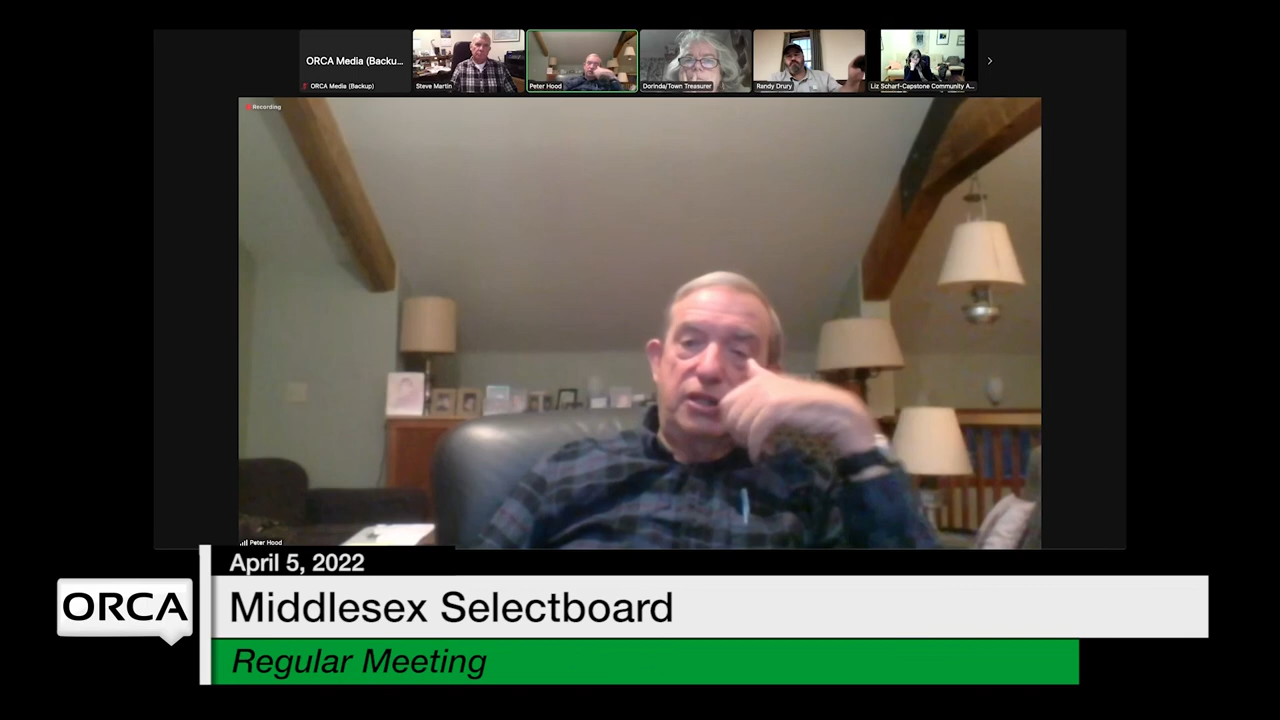 ORCA Media (Backu...
ORCA Media (Backup)
Steve Martin
Peter Hood
Dorinda/Town Treasurer
Randy Drury
Liz Scharf-Capstone Community A...
Recording
Peter Hood
April 5, 2022
ORCA
Middlesex Selectboard
Regular Meeting